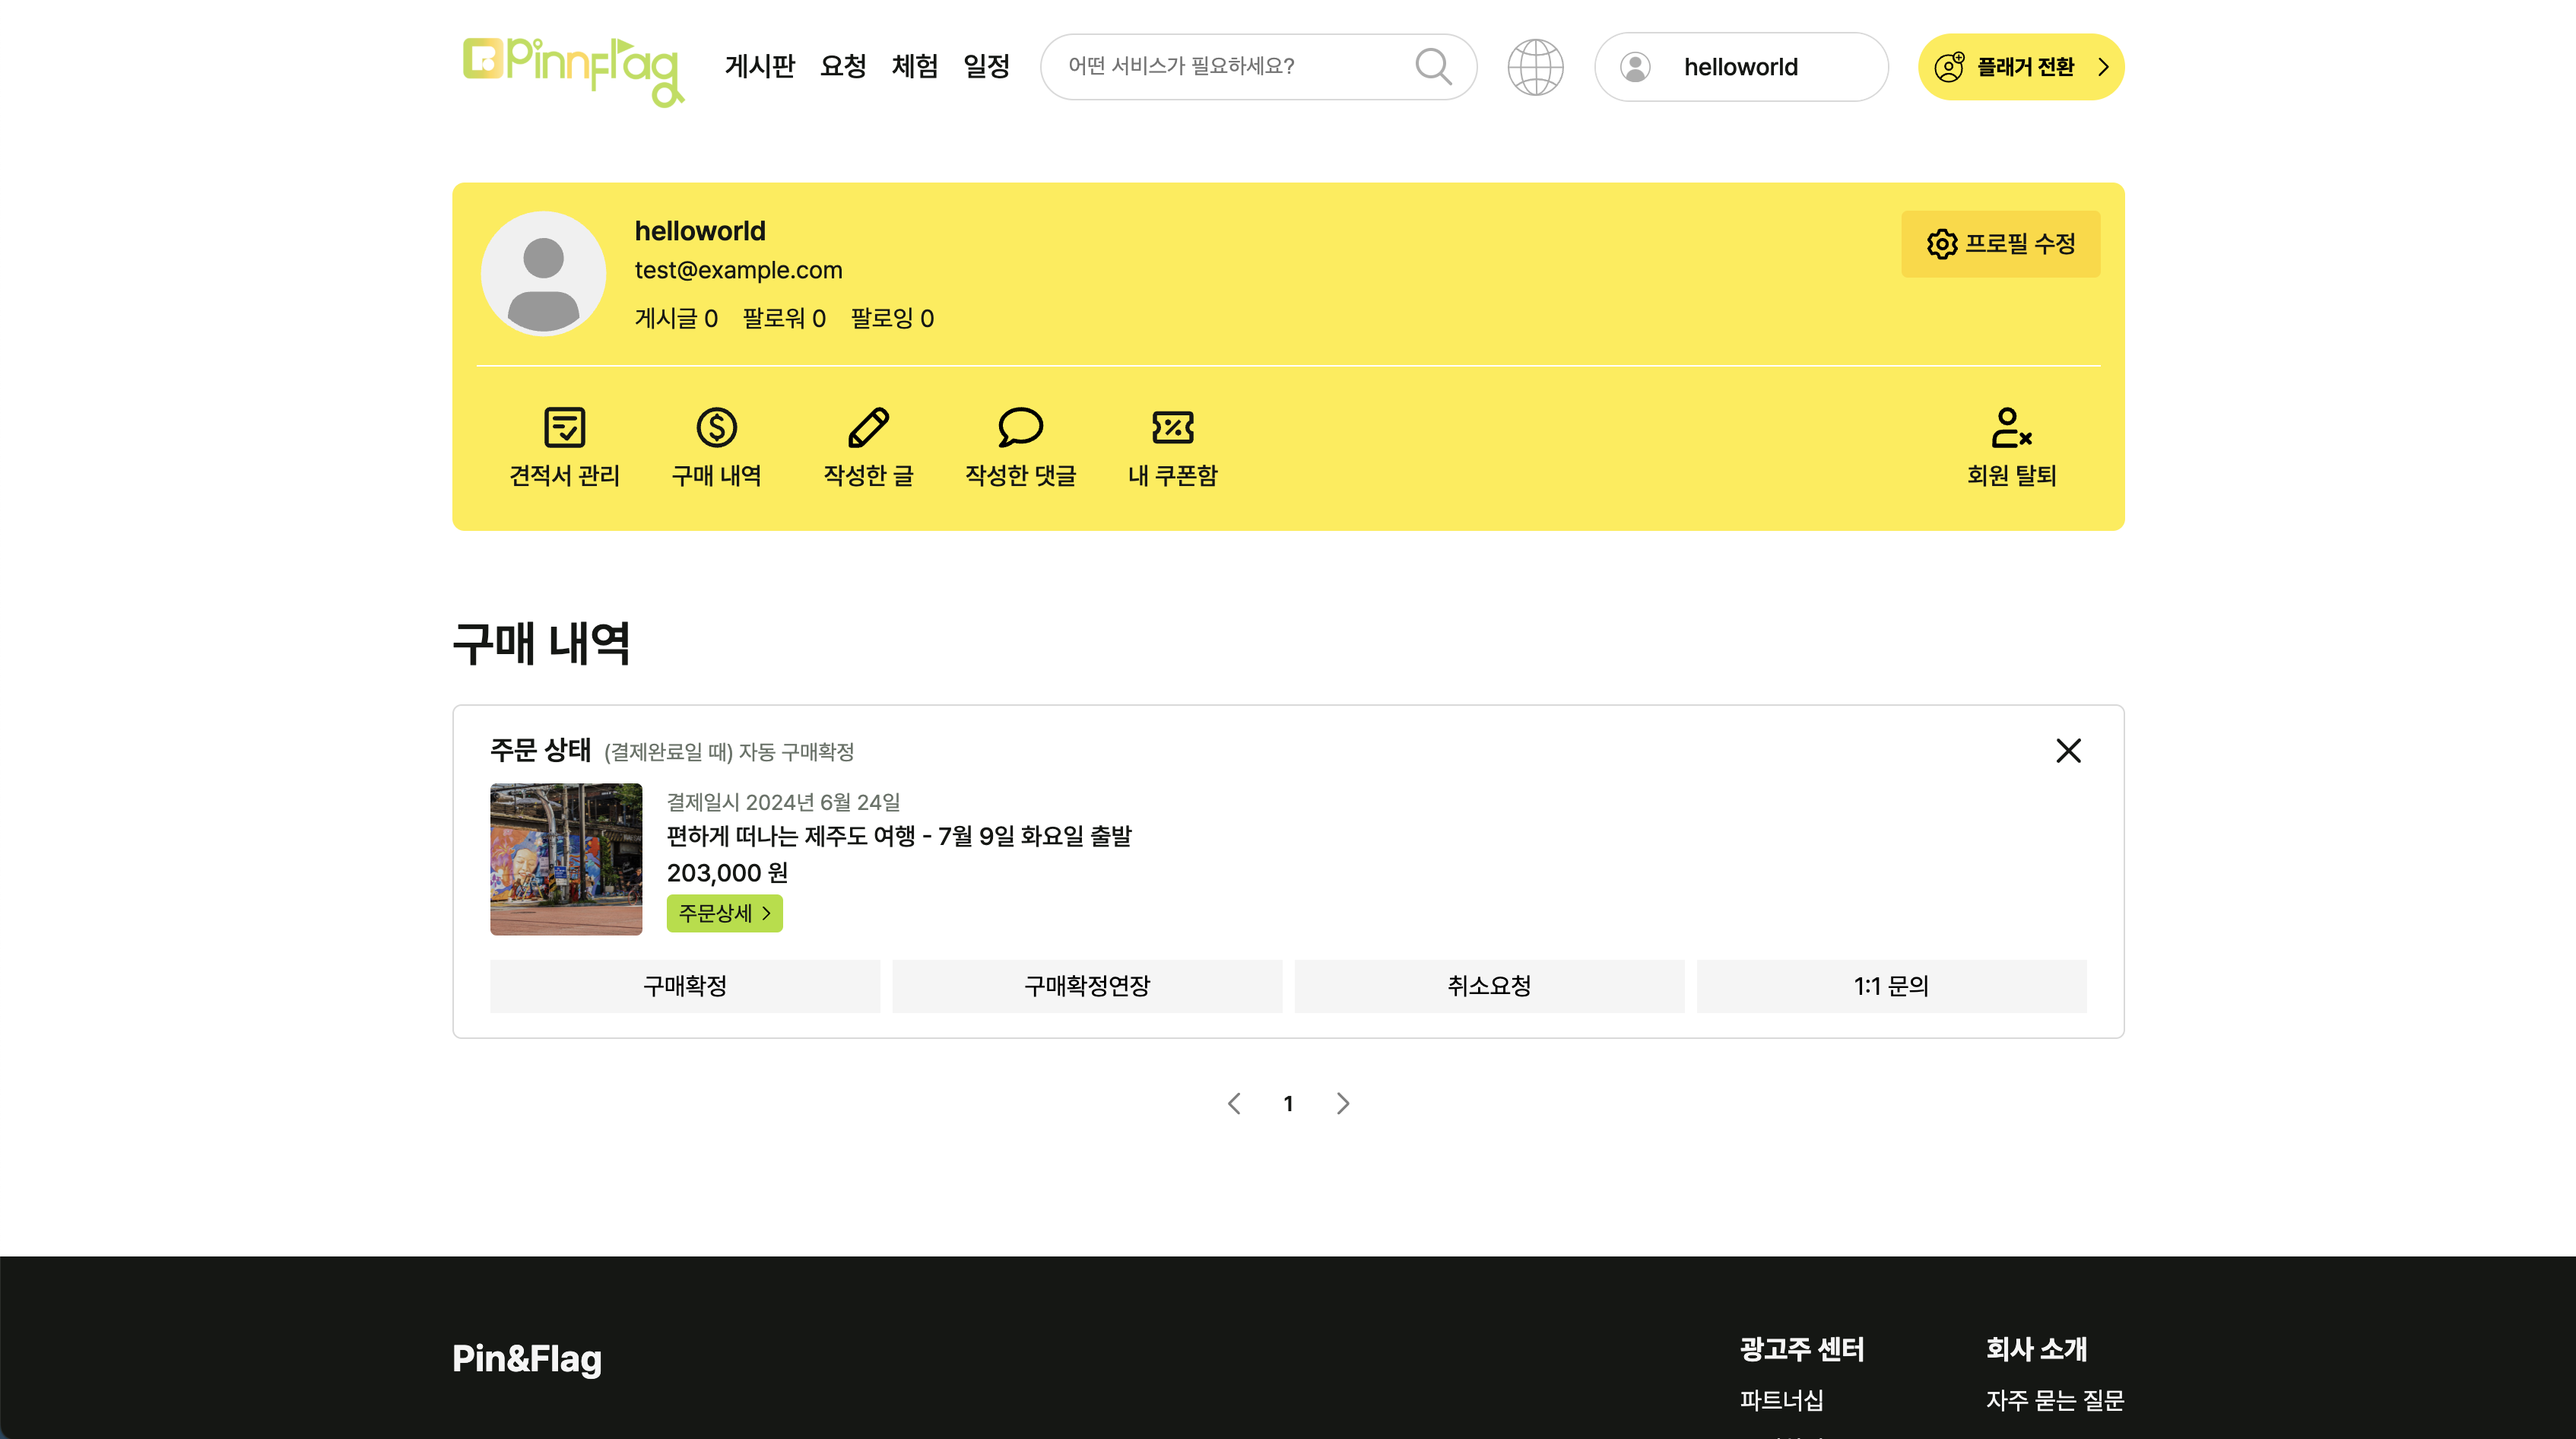 Pinnflag
게시판 요청 체험 일정
어떤 서비스가 필요하세요?
helloworld
플래거 전환
helloworld
test@example.com
게시글 0 팔로워 0 팔로잉 0
프로필 수정
견적서 관리
구매 내역
작성한 글
작성한 댓글
내 쿠폰함
회원 탈퇴
구매 내역
주문 상태 (결제완료일 때) 자동 구매확정
결제일시 2024년 6월 24일
편하게 떠나는 제주도 여행 - 7월 9일 화요일 출발
203,000 원
주문상세
구매확정
구매확정연장
취소요청
1:1 문의
1
Pin&Flag
광고주 센터
파트너십
회사 소개
자주 묻는 질문